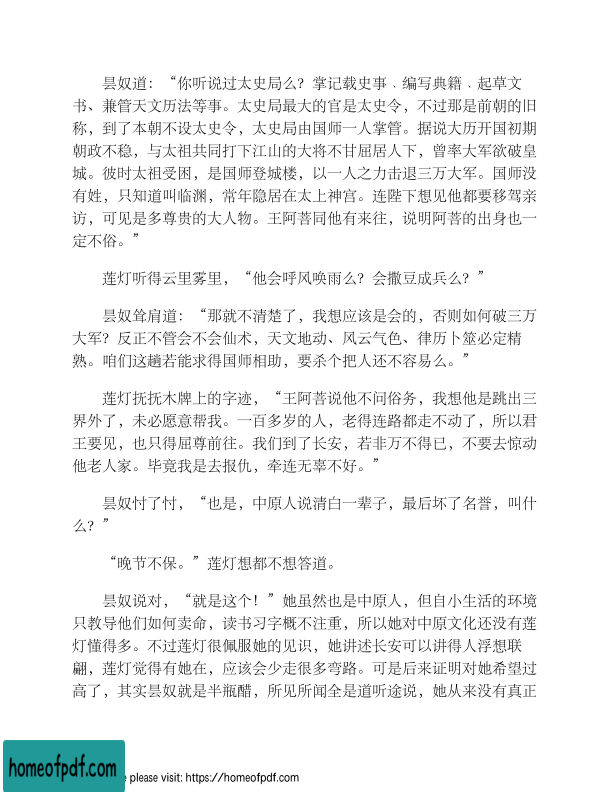 昙奴道：“你听说过太史局么？掌记载史事﹑编写典籍﹑起草文
书、兼管天文历法等事。太史局最大的官是太史令，不过那是前朝的旧
称，到了本朝不设太史令，太史局由国师一人掌管。据说大历开国初期
朝政不稳，与太祖共同打下江山的大将不甘屈居人下，曾率大军欲破皇
城。彼时太祖受困，是国师登城楼，以一人之力击退三万大军。国师没
有姓，只知道叫临渊，常年隐居在太上神宫。连陛下想见他都要移驾亲
访，可见是多尊贵的大人物。王阿菩同他有来往，说明阿菩的出身也一
定不俗。”
莲灯听得云里雾里，“他会呼风唤雨么？会撒豆成兵么？”
昙奴耸肩道：“那就不清楚了，我想应该是会的，否则如何破三万
大军？反正不管会不会仙术，天文地动、风云气色、律历卜筮必定精
熟。咱们这趟若能求得国师相助，要杀个把人还不容易么。”
莲灯抚抚木牌上的字迹，“王阿菩说他不问俗务，我想他是跳出三
界外了，未必愿意帮我。一百多岁的人，老得连路都走不动了，所以君
王要见，也只得屈尊前往。我们到了长安，若非万不得已，不要去惊动
他老人家。毕竟我是去报仇，牵连无辜不好。”
昙奴忖了忖，“也是，中原人说清白一辈子，最后坏了名誉，叫什
么？”
“晚节不保。”莲灯想都不想答道。
昙奴说对，“就是这个！”她虽然也是中原人，但自小生活的环境
只教导他们如何卖命，读书习字概不注重，所以她对中原文化还没有莲
灯懂得多。不过莲灯很佩服她的见识，她讲述长安可以讲得人浮想联
翩，莲灯觉得有她在，应该会少走很多弯路。可是后来证明对她希望过
高了，其实昙奴就是半瓶醋，所见所闻全是道听途说，她从来没有真正
homeofpdf.com
e please visit: https://homeofpdf.com